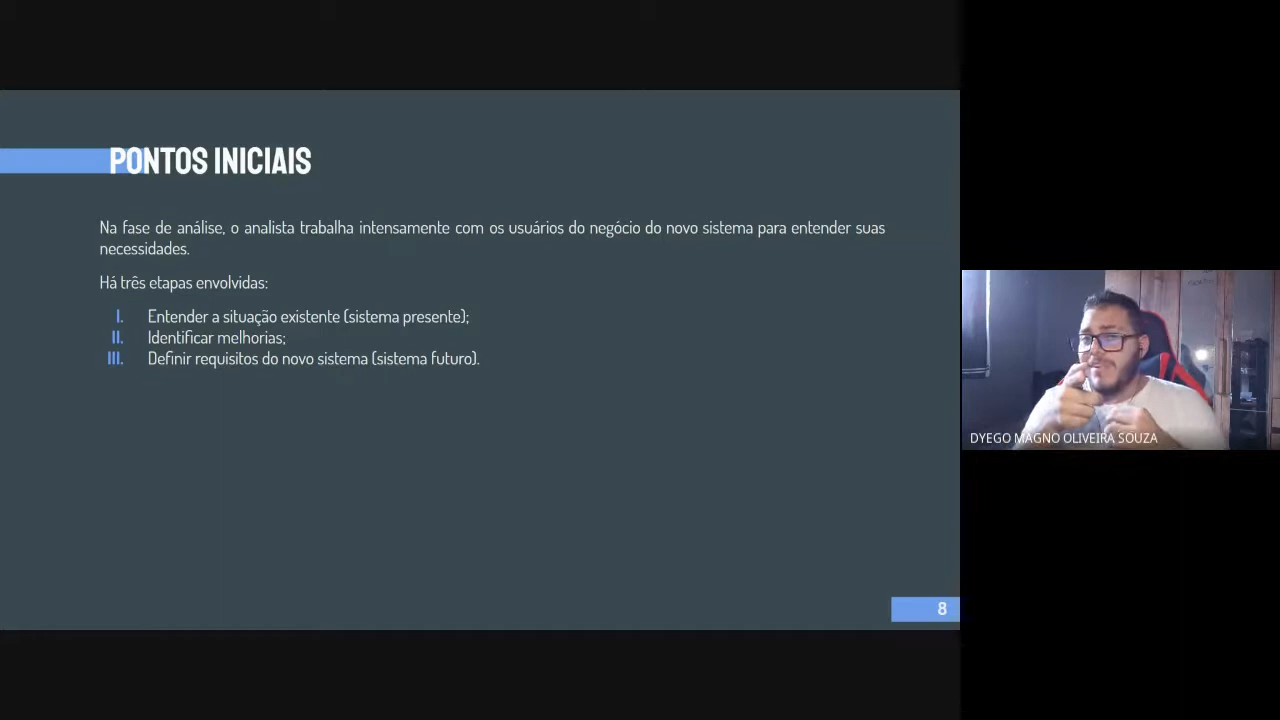 PONTOS INICIAIS
Na fase de análise, o analista trabalha intensamente com os usuários do negócio do novo sistema para entender suas
necessidades.
Há três etapas envolvidas:
I. Entender a situação existente (sistema presente);
II. Identificar melhorias;
III. Definir requisitos do novo sistema (sistema futuro).
8
DYEGO MAGNO OLIVEIRA SOUZA